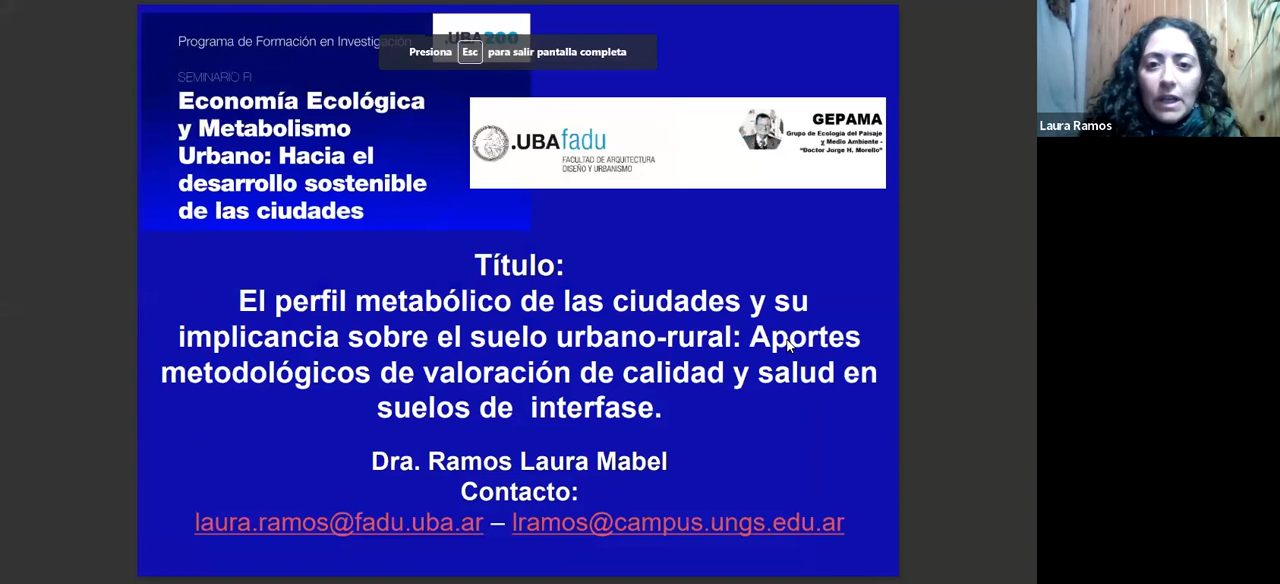 Programa de Formación en Investigación
.UBA200
Presiona Esc para salir pantalla completa
SEMINARIO FI
Economía Ecológica
y Metabolismo
Urbano: Hacia el
desarrollo sostenible
de las ciudades
.UBAfadu
FACULTAD DE ARQUITECTURA
DISEÑO Y URBANISMO
GEPAMA
Grupo de Ecología del Paisaje
y Medio Ambiente -
"Doctor Jorge H. Morello"
Laura Ramos
Título:
El perfil metabólico de las ciudades y su
implicancia sobre el suelo urbano-rural: Aportes
metodológicos de valoración de calidad y salud en
suelos de interfase.
Dra. Ramos Laura Mabel
Contacto:
laura.ramos@fadu.uba.ar – lramos@campus.ungs.edu.ar